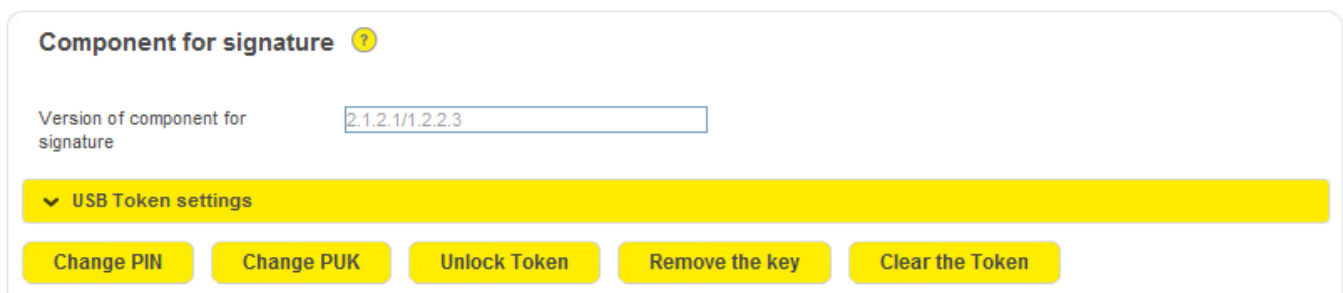 Component for signature ?
Version of component for
signature
2.1.2.1/1.2.2.3
USB Token settings
Change PIN
Change PUK
Unlock Token
Remove the key
Clear the Token